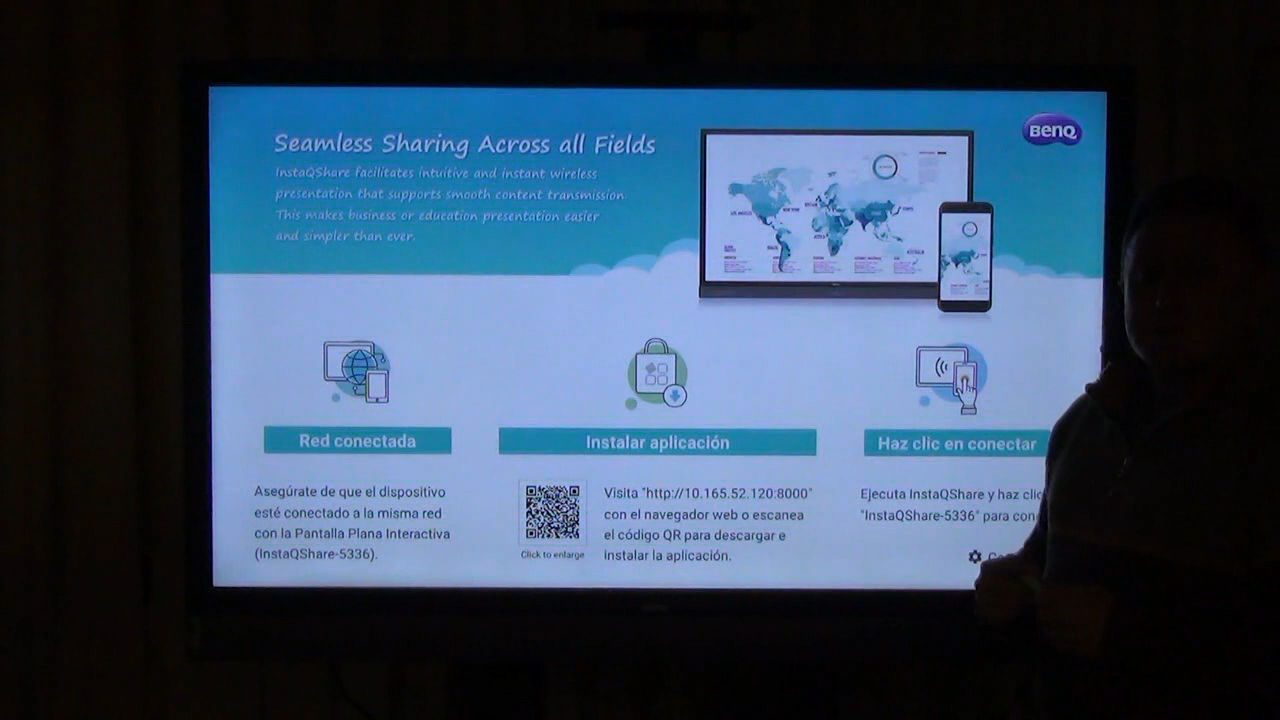 Seamless Sharing Across all Fields
InstaQShare facilitates intuitive and instant wireless
presentation that supports smooth content transmission.
This makes business or education presentation easier
and simpler than ever.
BenQ
Red conectada
Asegúrate de que el dispositivo
esté conectado a la misma red
con la Pantalla Plana Interactiva
(InstaQShare-5336).
Instalar aplicación
Click to enlarge
Visita "http://10.165.52.120:8000"
con el navegador web o escanea
el código QR para descargar e
instalar la aplicación.
Haz clic en conectar
Ejecuta InstaQShare y haz clic
"InstaQShare-5336" para con